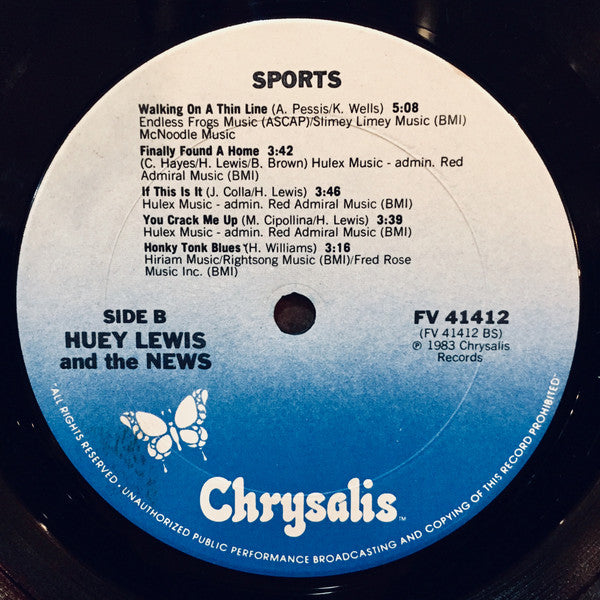 SPORTS
Walking On A Thin Line (A. Pessis/K. Wells) 5:08
Endless Frogs Music (ASCAP)/Slimey Limey Music (BMI)
McNoodle Music
Finally Found A Home 3:42
(C. Hayes/H. Lewis/B. Brown) Hulex Music - admin. Red
Admiral Music (BMI)
If This Is It (J. Colla/H. Lewis) 3:46
Hulex Music - admin. Red Admiral Music (BMI)
You Crack Me Up (M. Cipollina/H. Lewis) 3:39
Hulex Music - admin. Red Admiral Music (BMI)
Honky Tonk Blues (H. Williams) 3:16
Hiriam Music/Rightsong Music (BMI)/Fred Rose
Music Inc. (BMI)
SIDE B
HUEY LEWIS
and the NEWS
FV 41412
(FV 41412 BS)
℗ 1983 Chrysalis
Records
Chrysalis™
ALL RIGHTS RESERVED · UNAUTHORIZED PUBLIC PERFORMANCE BROADCASTING AND COPYING OF THIS RECORD PROHIBITED